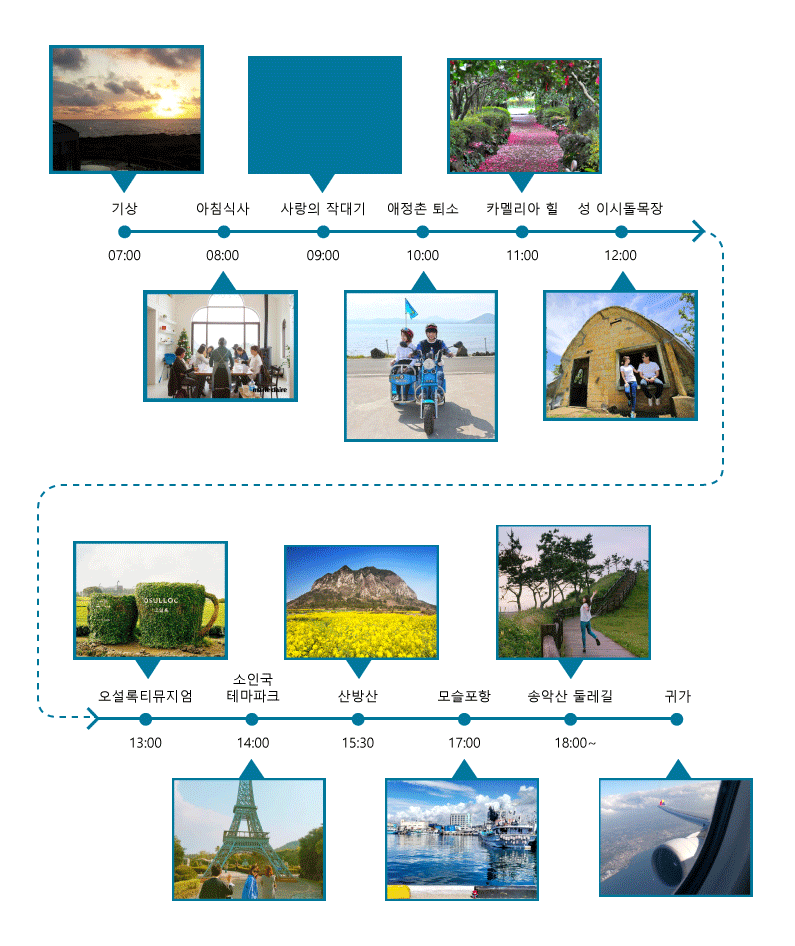 기상
아침식사
사랑의 작대기
애정촌 퇴소
카멜리아 힐
성 이시돌목장
07:00
08:00
09:00
10:00
11:00
12:00
marie claire
OSULLOC
오설록티뮤지엄
소인국
테마파크
산방산
모슬포항
송악산 둘레길
귀가
13:00
14:00
15:30
17:00
18:00~